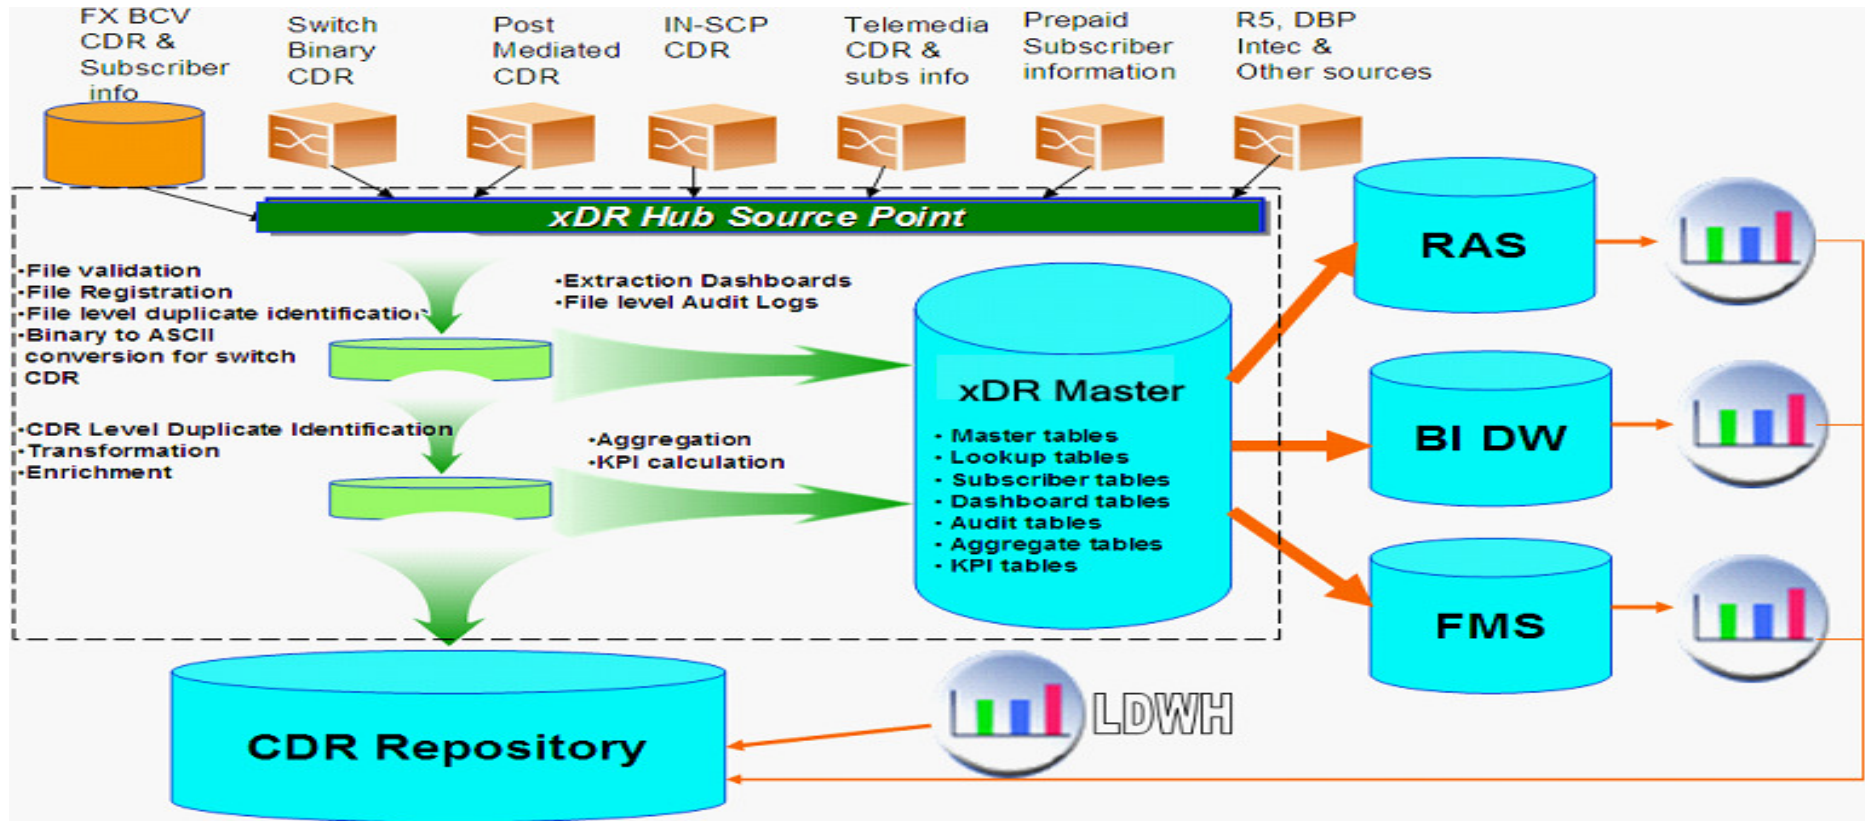 FX BCV
CDR &
Subscriber
info
Switch
Binary
CDR
Post
Mediated
CDR
IN-SCP
CDR
Telemedia
CDR &
subs info
Prepaid
Subscriber
information
R5, DBP
Intec &
Other sources
xDR Hub Source Point
•File validation
•File Registration
•File level duplicate identification
•Binary to ASCII
conversion for switch
CDR
•Extraction Dashboards
•File level Audit Logs
•CDR Level Duplicate Identification
•Transformation
•Enrichment
•Aggregation
•KPI calculation
xDR Master
• Master tables
• Lookup tables
• Subscriber tables
• Dashboard tables
• Audit tables
• Aggregate tables
• KPI tables
RAS
BI DW
FMS
CDR Repository
LDWH